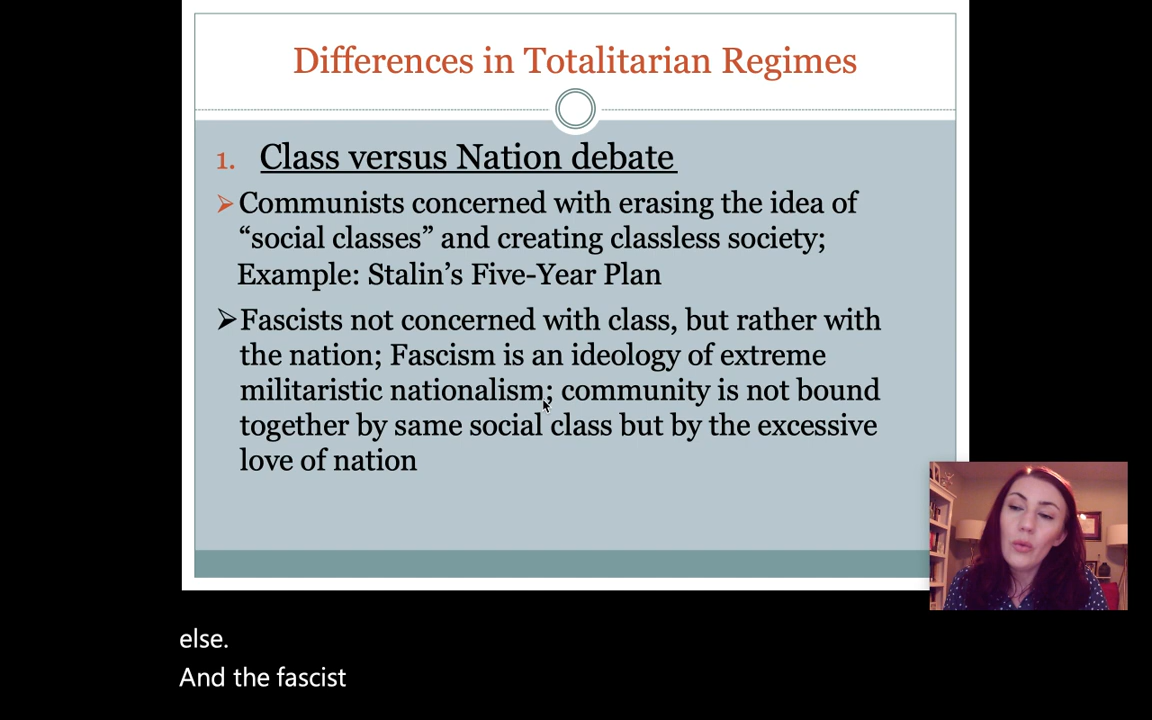 Differences in Totalitarian Regimes
1. Class versus Nation debate
Communists concerned with erasing the idea of
“social classes” and creating classless society;
Example: Stalin’s Five-Year Plan
Fascists not concerned with class, but rather with
the nation; Fascism is an ideology of extreme
militaristic nationalism; community is not bound
together by same social class but by the excessive
love of nation
else.
And the fascist